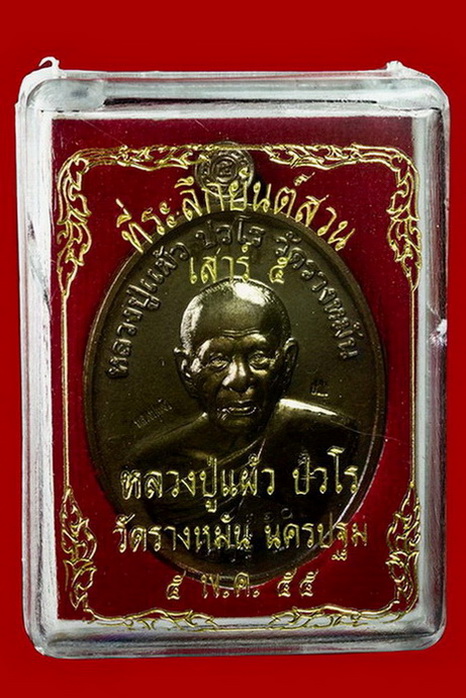 ที่ระลึกยันต์สวน
เสาร์ ๕
หลวงปู่แผ้ว ปวโร วัดรางหมัน
หลวงปู่แผ้ว ปวโร
วัดรางหมัน นครปฐม
๕ พ.ค. ๕๕